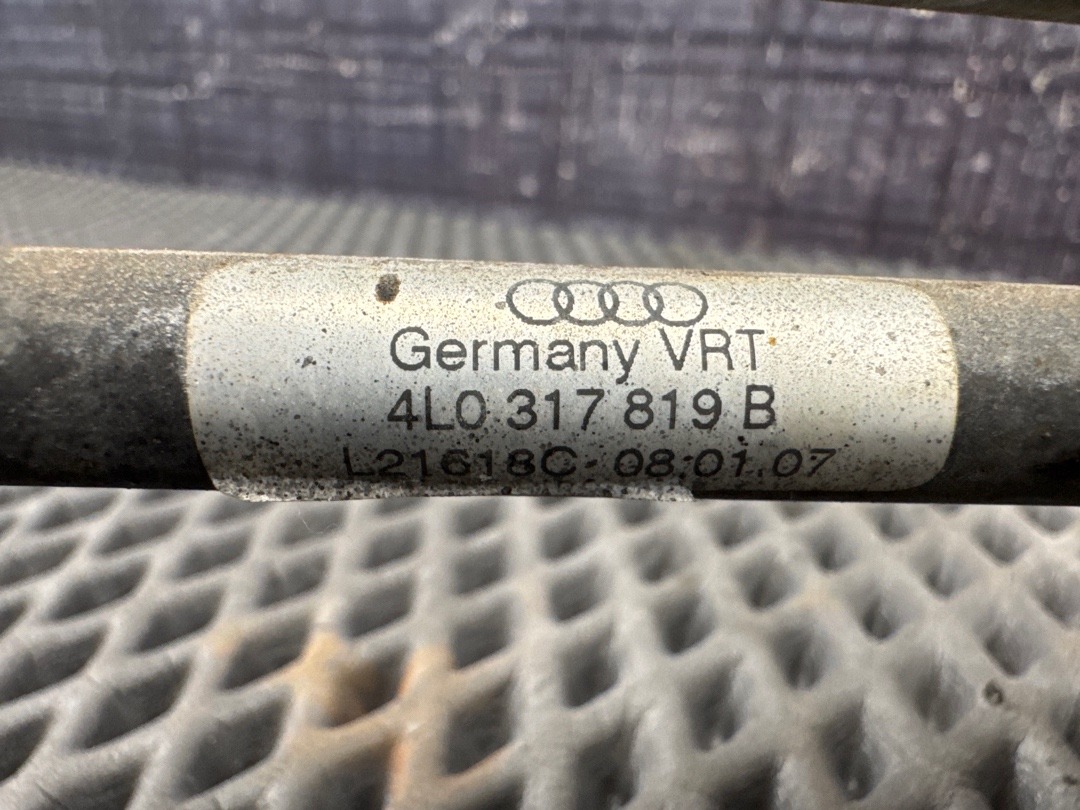 Germany VRT
4L0 317 819 B
L21618C 08.01.07